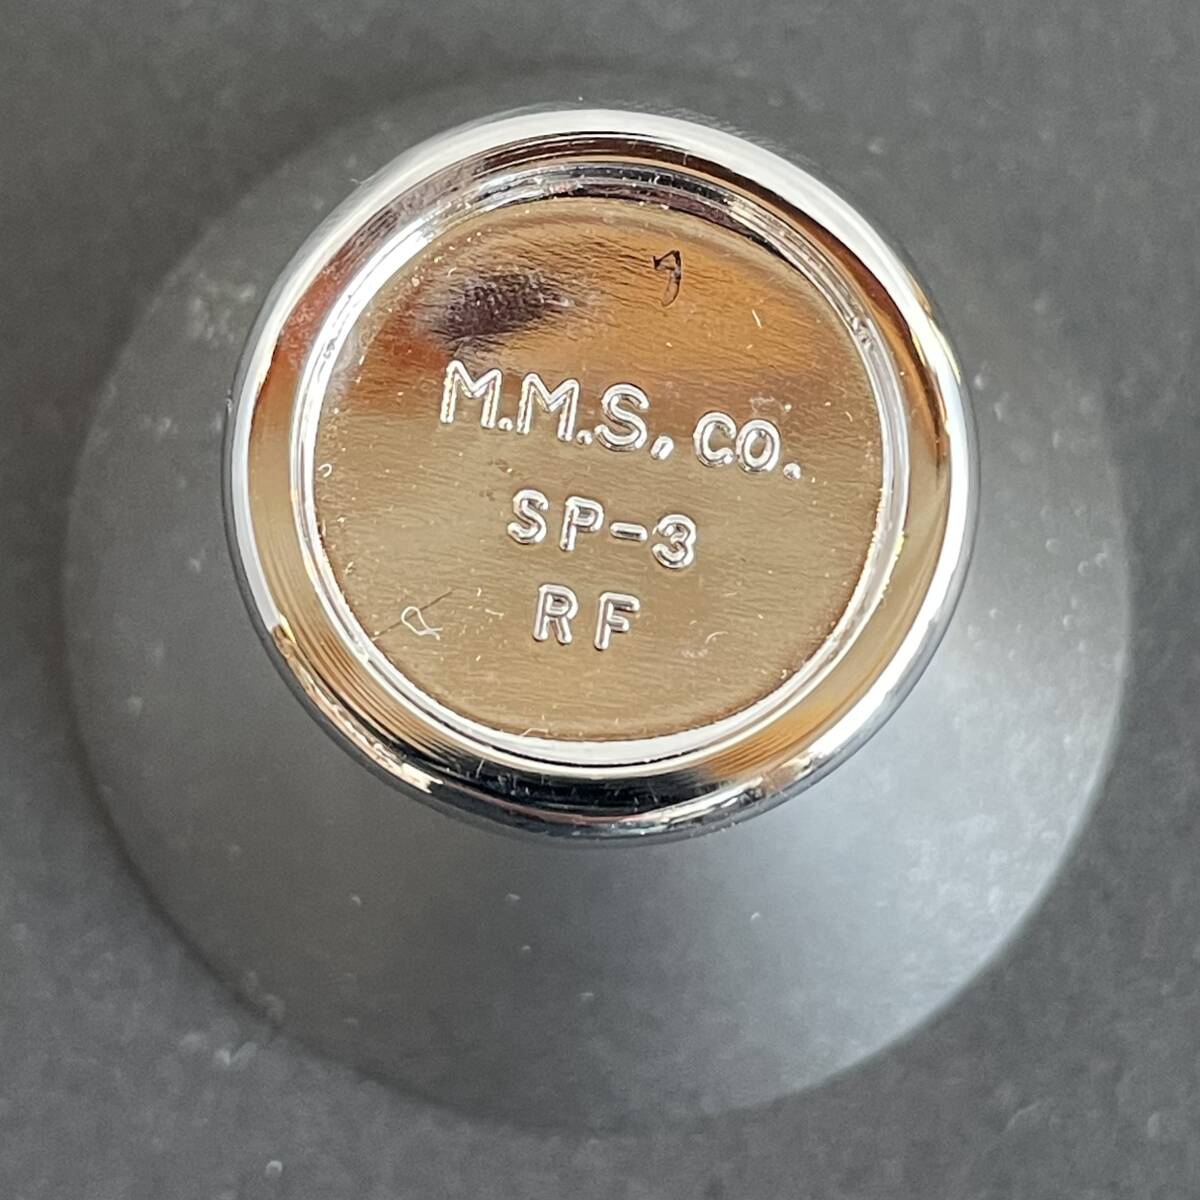 M.M.S, CO.
SP-3
RF